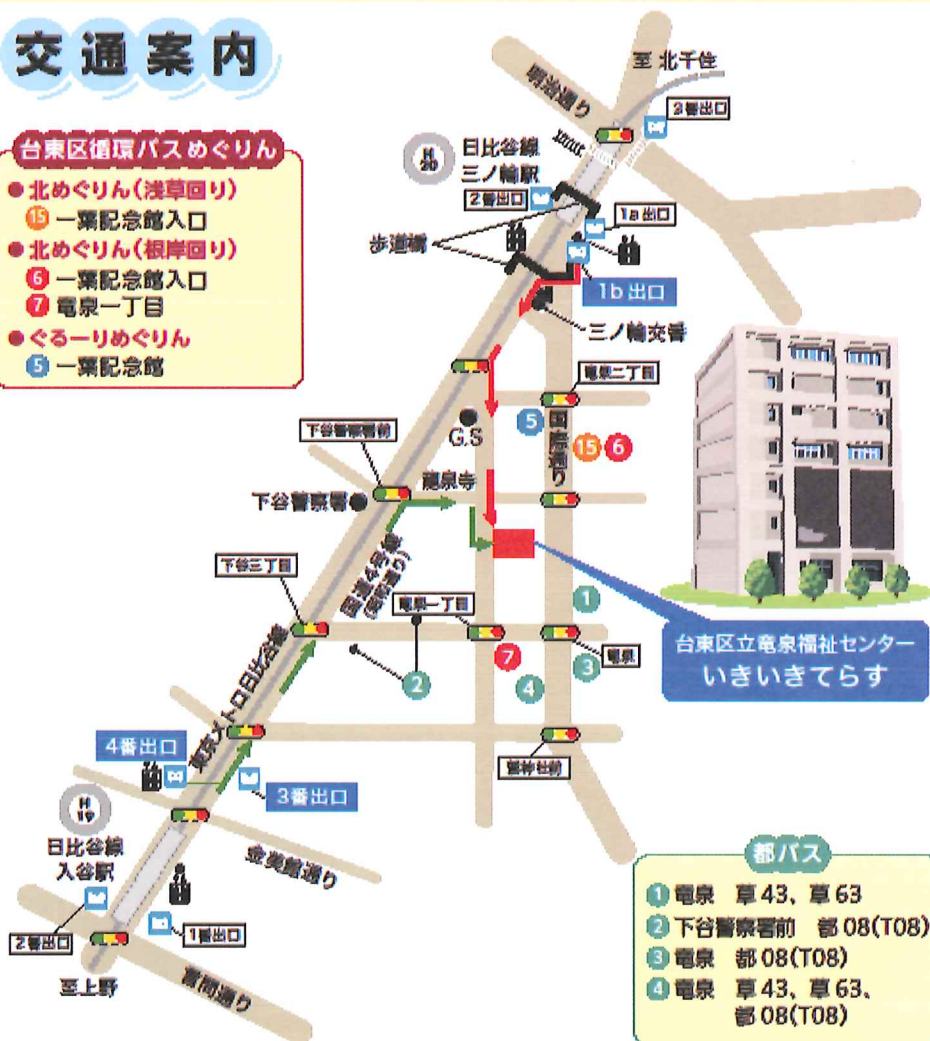 交通案内
台東区循環バスめぐりん
●北めぐりん(浅草回り)
15 一葉記念館入口
●北めぐりん(根岸回り)
6 一葉記念館入口
7 竜泉一丁目
●ぐるーりめぐりん
5 一葉記念館
至 北千住
明治通り
3番出口
H 20
日比谷線
三ノ輪駅
2番出口
1a出口
歩道橋
1b出口
三ノ輪交番
竜泉二丁目
G.S
5
国際通り
15 6
下谷警察署前
龍泉寺
下谷警察署
下谷三丁目
竜泉一丁目
1
2
7
4
3
竜泉
台東区立竜泉福祉センター
いきいきてらす
東京メトロ日比谷線
4番出口
3番出口
鷲神社前
H 19
日比谷線
入谷駅
金美館通り
2番出口
1番出口
至上野
言問通り
都バス
1 竜泉 草43、草63
2 下谷警察署前 都08(T08)
3 竜泉 都08(T08)
4 竜泉 草43、草63、
都08(T08)